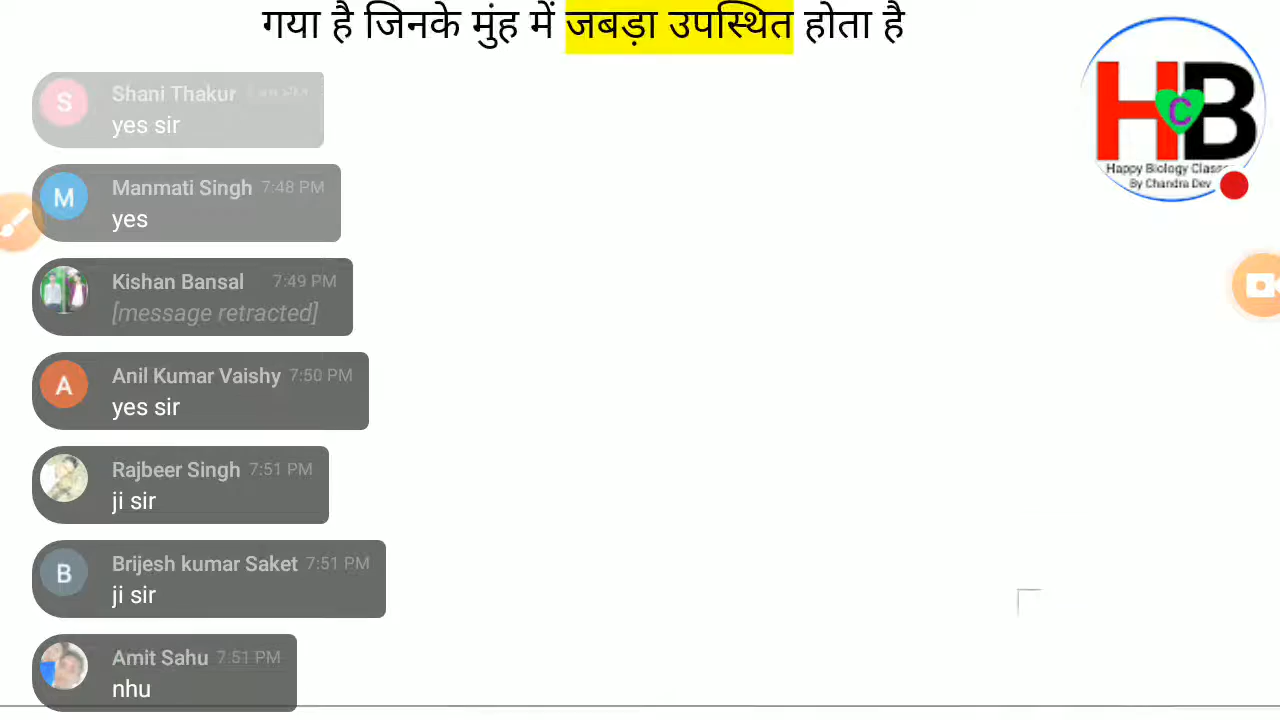 गया है जिनके मुंह में जबड़ा उपस्थित होता है
S
Shani Thakur
yes sir
M
Manmati Singh 7:48 PM
yes
Kishan Bansal 7:49 PM
[message retracted]
A
Anil Kumar Vaishy 7:50 PM
yes sir
Rajbeer Singh 7:51 PM
ji sir
B
Brijesh kumar Saket 7:51 PM
ji sir
Amit Sahu 7:51 PM
nhu
HCB
Happy Biology
By Chandra Dev